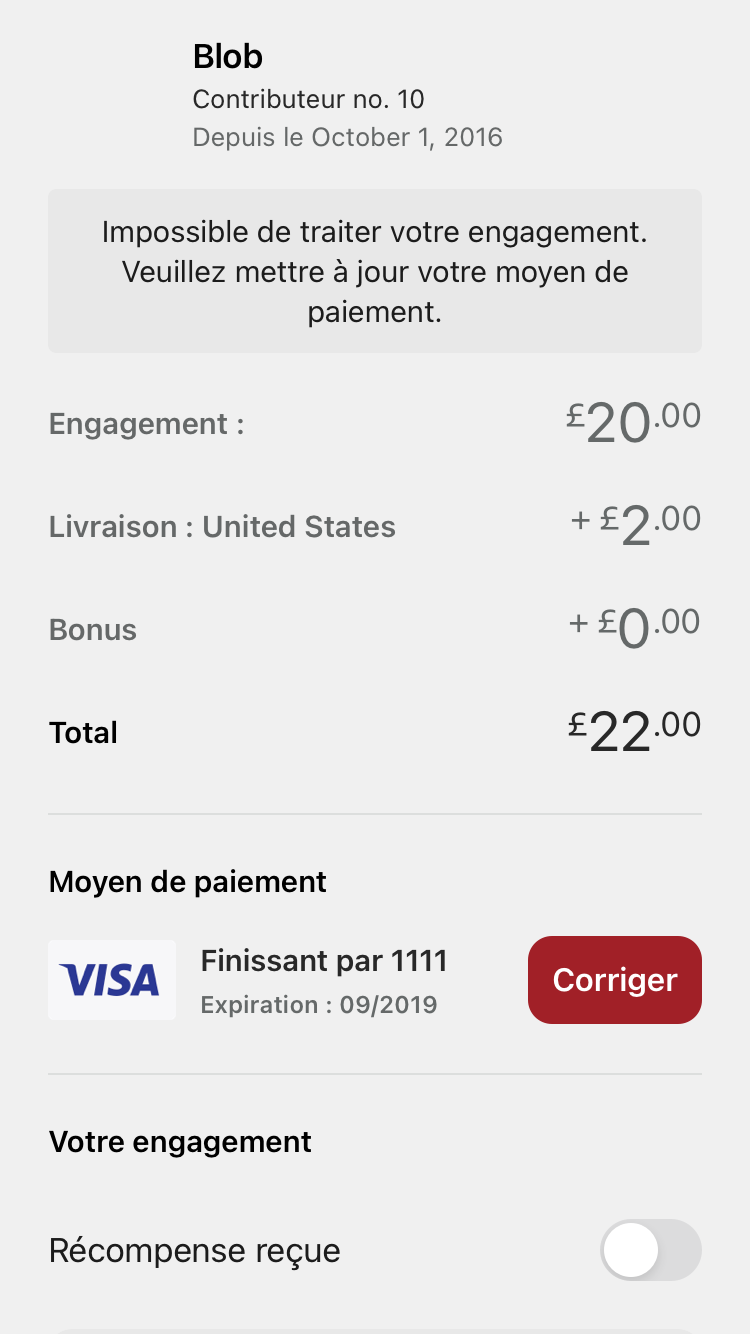 Blob
Contributeur no. 10
Depuis le October 1, 2016
Impossible de traiter votre engagement.
Veuillez mettre à jour votre moyen de
paiement.
Engagement : £20.00
Livraison : United States + £2.00
Bonus + £0.00
Total £22.00
Moyen de paiement
VISA
Finissant par 1111
Expiration : 09/2019
Corriger
Votre engagement
Récompense reçue